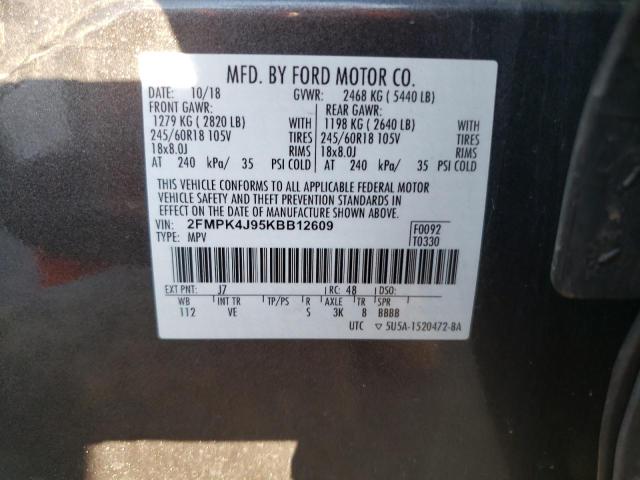 MFD. BY FORD MOTOR CO.
DATE: 10/18 GVWR: 2468 KG ( 5440 LB)
FRONT GAWR: REAR GAWR:
1279 KG ( 2820 LB) WITH 1198 KG ( 2640 LB) WITH
245/60R18 105V TIRES 245/60R18 105V TIRES
18x8.0J RIMS 18x8.0J RIMS
AT 240 kPa/ 35 PSI COLD AT 240 kPa/ 35 PSI COLD
THIS VEHICLE CONFORMS TO ALL APPLICABLE FEDERAL MOTOR
VEHICLE SAFETY AND THEFT PREVENTION STANDARDS IN
EFFECT ON THE DATE OF MANUFACTURE SHOWN ABOVE.
VIN: 2FMPK4J95KBB12609 F0092
TYPE: MPV T0330
EXT PNT: J7 RC: 48 DSO:
WB INT TR TP/PS R AXLE TR SPR
112 VE S 3K 8 BBBB
UTC ▽ 5U5A-1520472-BA